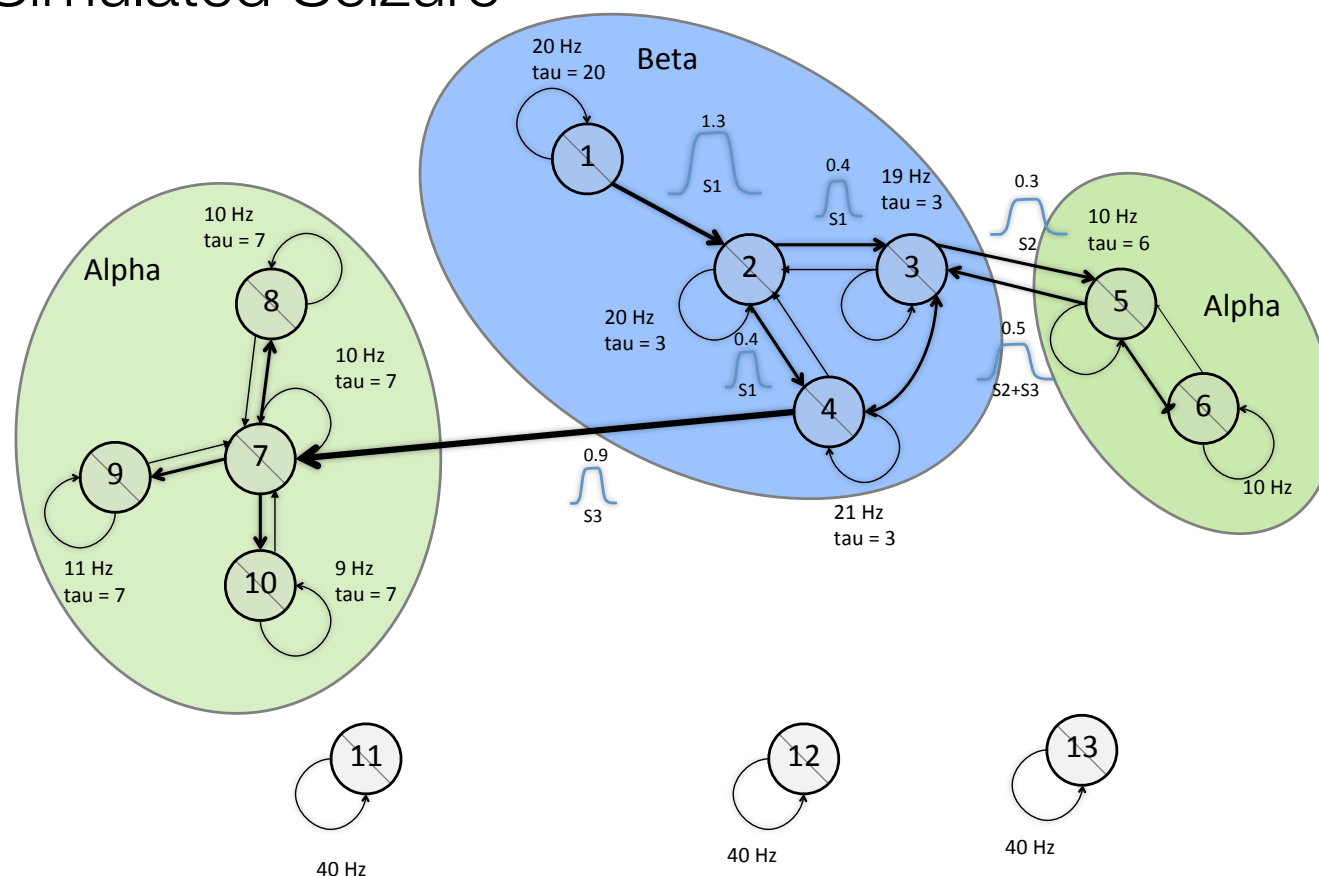 Simulated Seizure
20 Hz
tau = 20
Beta
1
1.3
S1
0.4
S1
19 Hz
tau = 3
0.3
S2
10 Hz
tau = 6
Alpha
10 Hz
tau = 7
Alpha
8
2
3
5
20 Hz
tau = 3
0.4
S1
0.5
S2+S3
10 Hz
tau = 7
4
6
7
9
0.9
S3
10 Hz
21 Hz
tau = 3
11 Hz
tau = 7
10
9 Hz
tau = 7
11
12
13
40 Hz
40 Hz
40 Hz